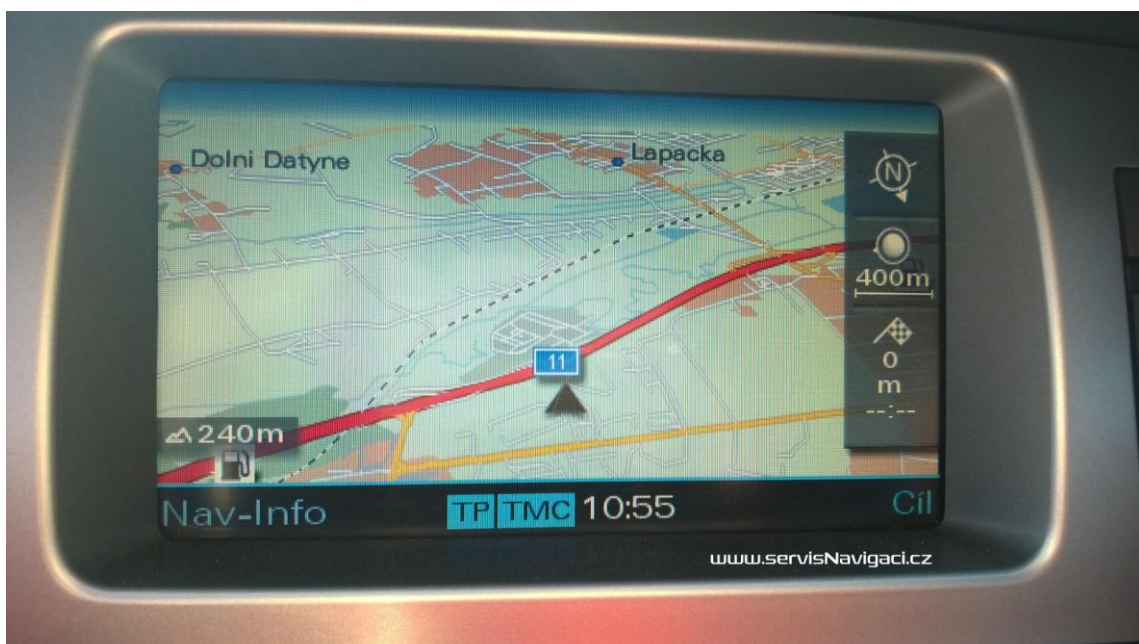 Dolni Datyne
Lapacka
N
400m
11
0
m
--:--
240m
Nav-Info
TP TMC 10:55
Cíl
www.servisNavigaci.cz